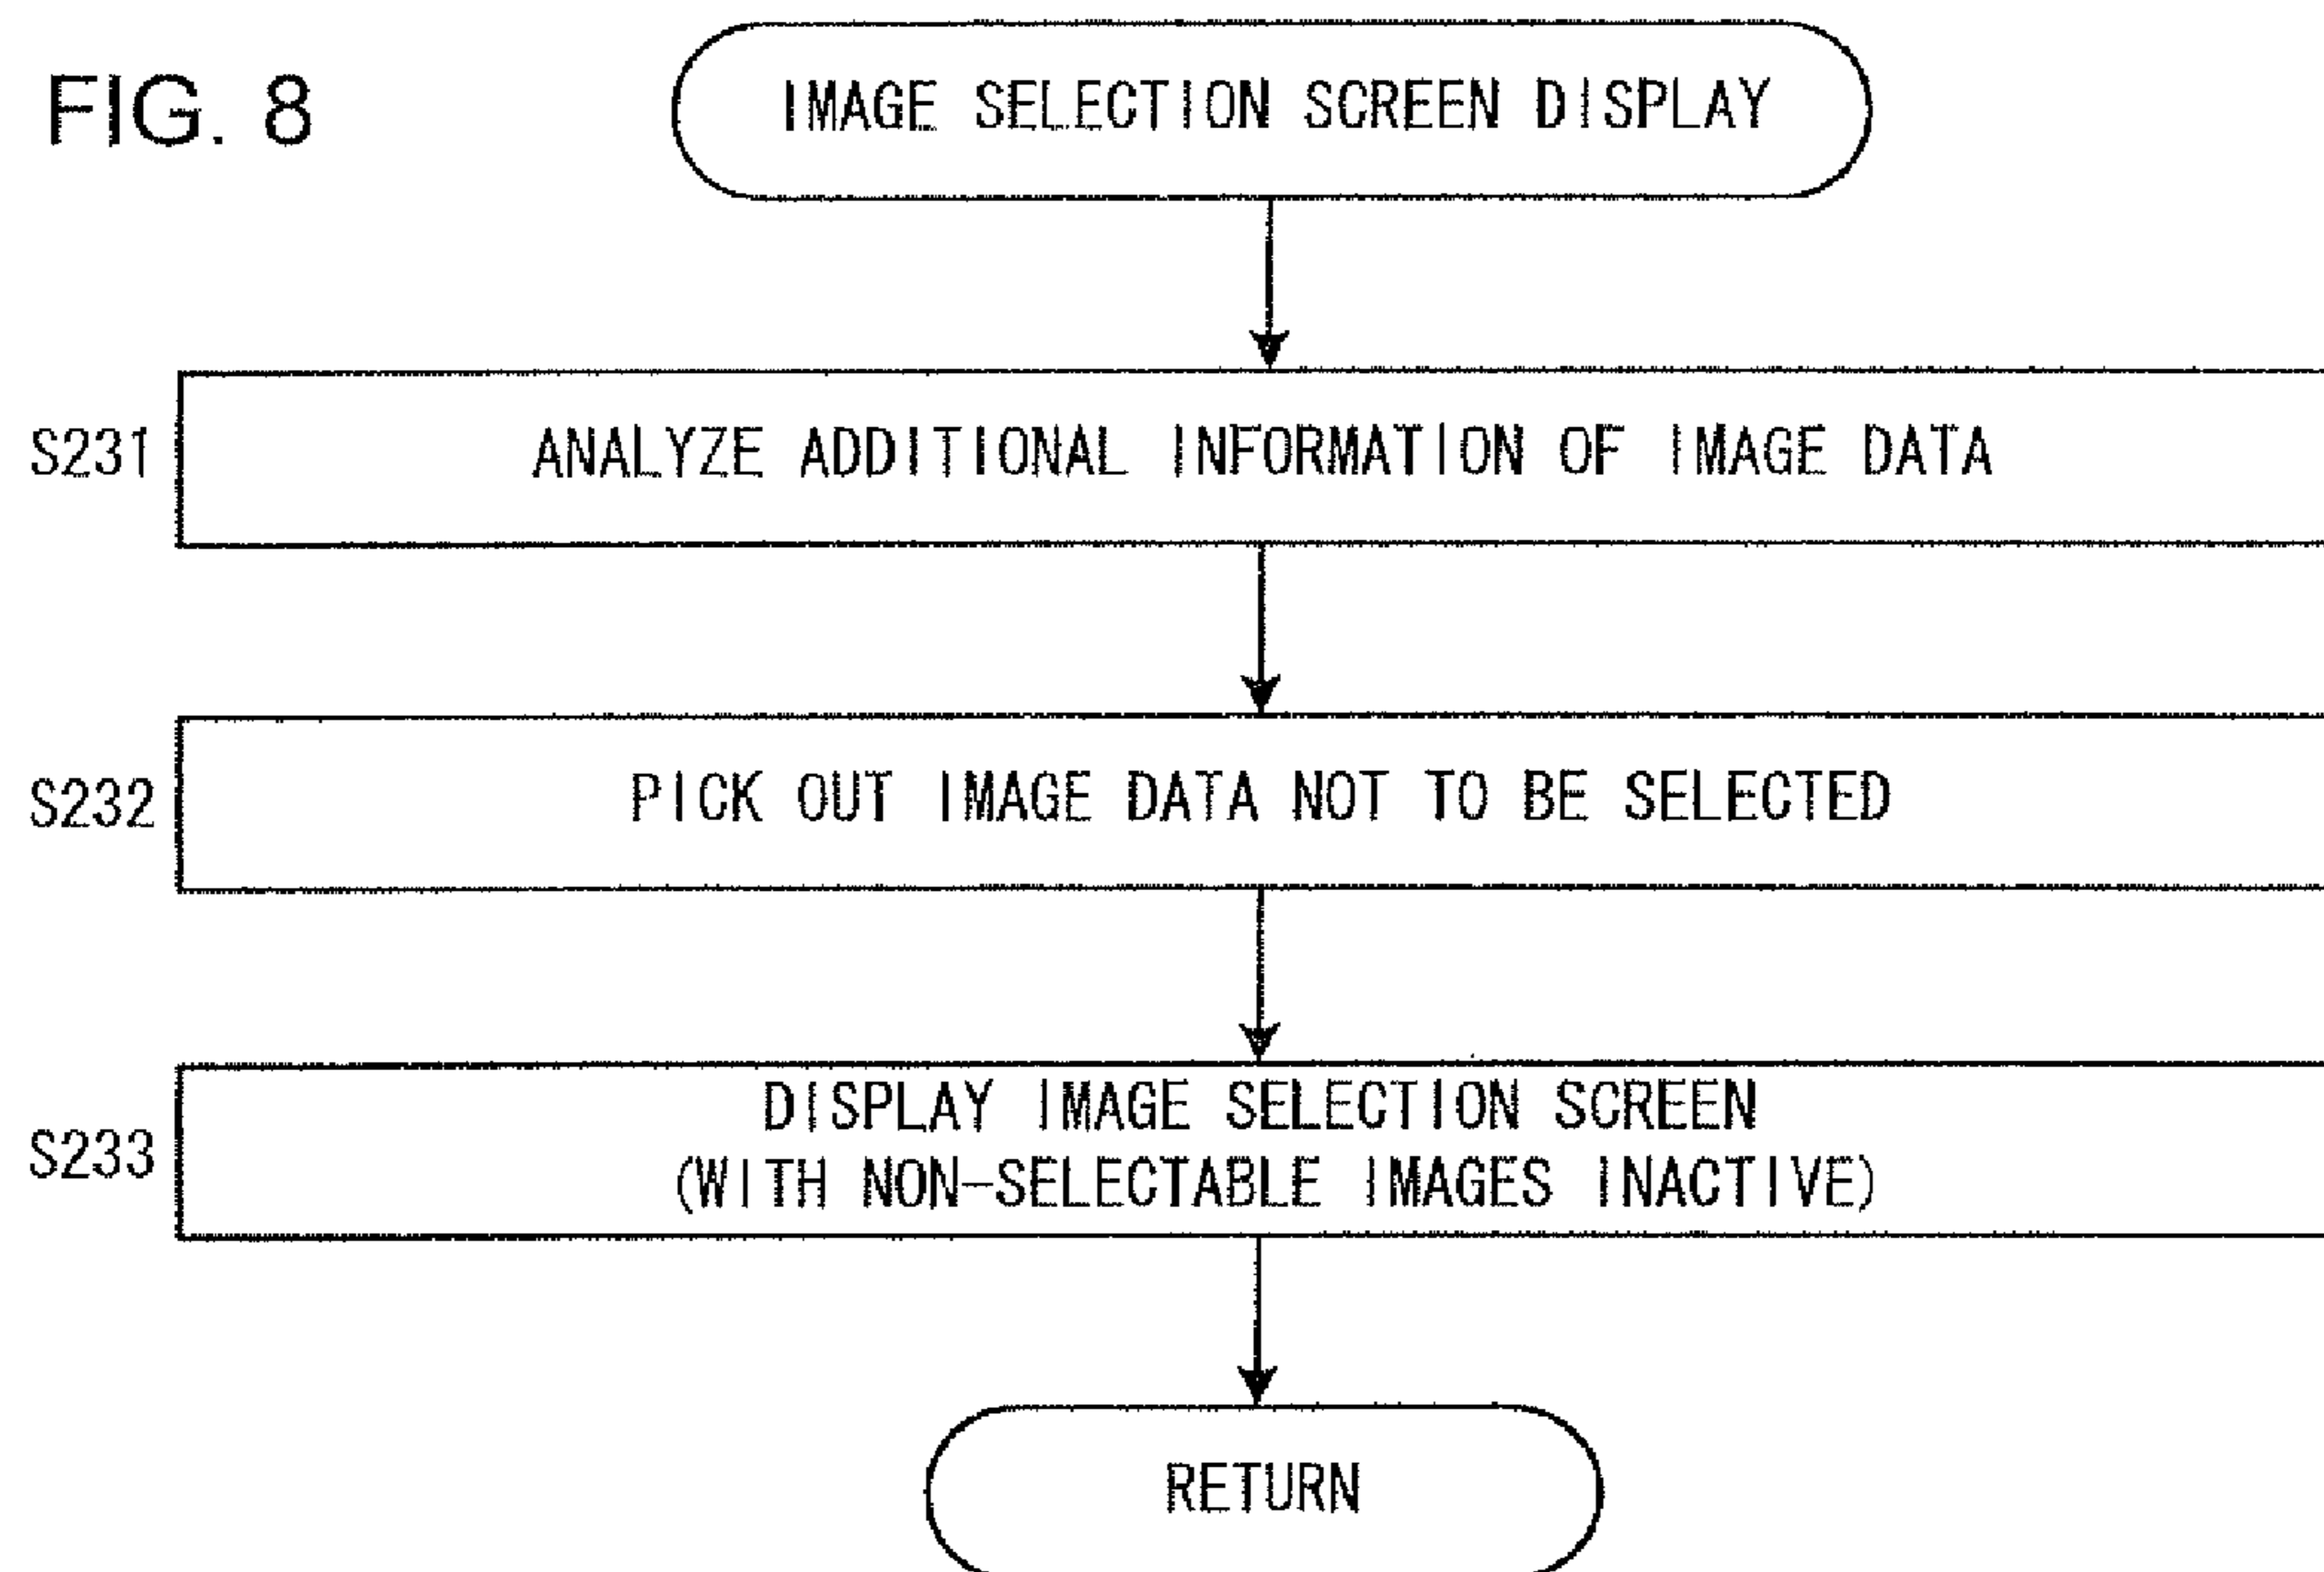 FIG. 8
IMAGE SELECTION SCREEN DISPLAY
S231
ANALYZE ADDITIONAL INFORMATION OF IMAGE DATA
S232
PICK OUT IMAGE DATA NOT TO BE SELECTED
S233
DISPLAY IMAGE SELECTION SCREEN
(WITH NON-SELECTABLE IMAGES INACTIVE)
RETURN